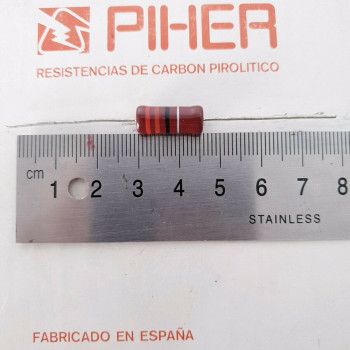 PIHER
RESISTENCIAS DE CARBON PIROLITICO
cm 1 2 3 4 5 6 7 8
STAINLESS
FABRICADO EN ESPAÑA